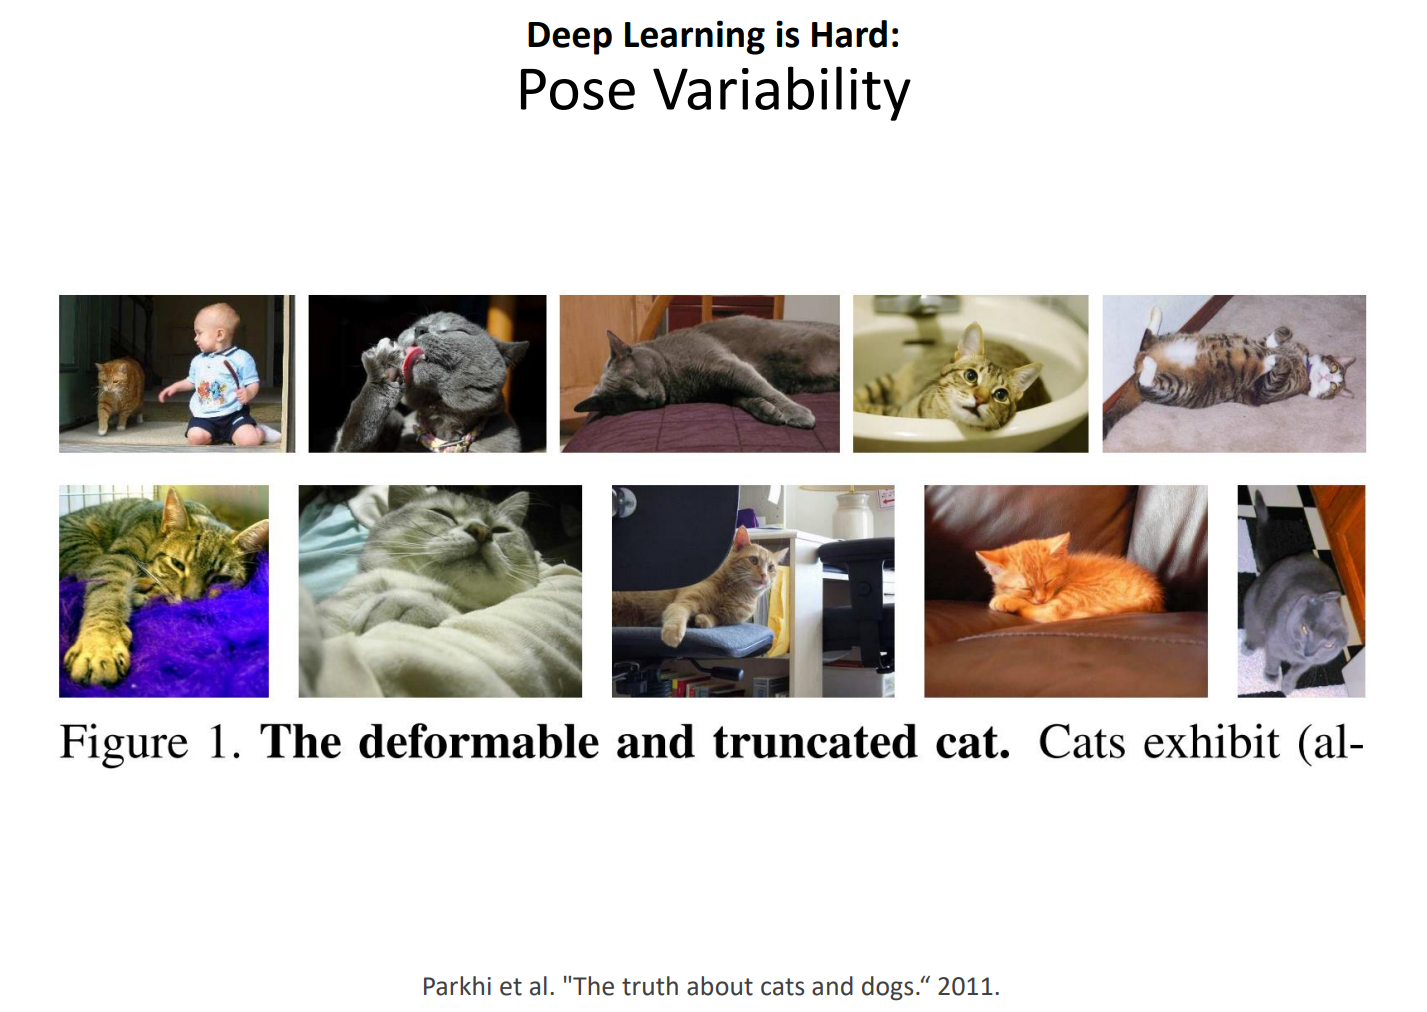 Deep Learning is Hard:
Pose Variability
Figure 1. The deformable and truncated cat. Cats exhibit (al-
Parkhi et al. "The truth about cats and dogs.“ 2011.